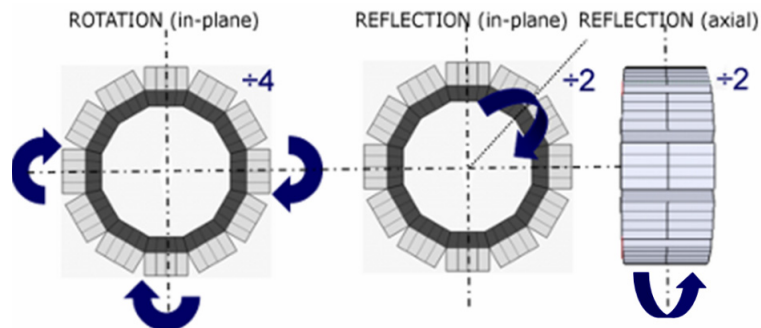 ROTATION (in-plane)
REFLECTION (in-plane)
REFLECTION (axial)
÷4
÷2
÷2